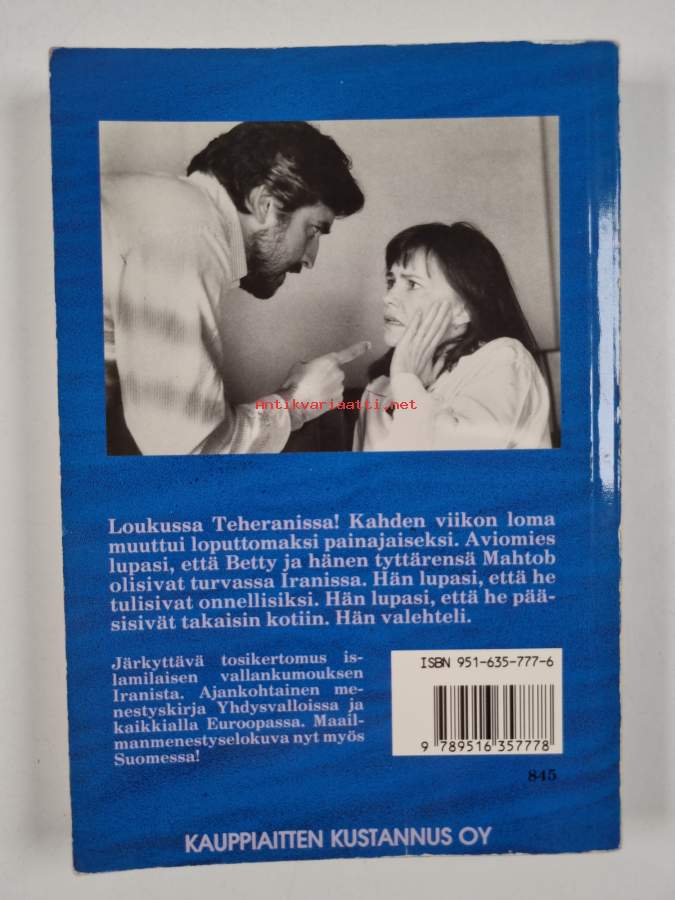 Antikvariaatti.net
Loukussa Teheranissa! Kahden viikon loma
muuttui loputtomaksi painajaiseksi. Aviomies
lupasi, että Betty ja hänen tyttärensä Mahtob
olisivat turvassa Iranissa. Hän lupasi, että he
tulisivat onnellisiksi. Hän lupasi, että he pää-
sisivät takaisin kotiin. Hän valehteli.
Järkyttävä tosikertomus is-
lamilaisen vallankumouksen
Iranista. Ajankohtainen me-
nestyskirja Yhdysvalloissa ja
kaikkialla Euroopassa. Maail-
manmenestyselokuva nyt myös
Suomessa!
ISBN 951-635-777-6
9 789516 357778
845
KAUPPIAITTEN KUSTANNUS OY